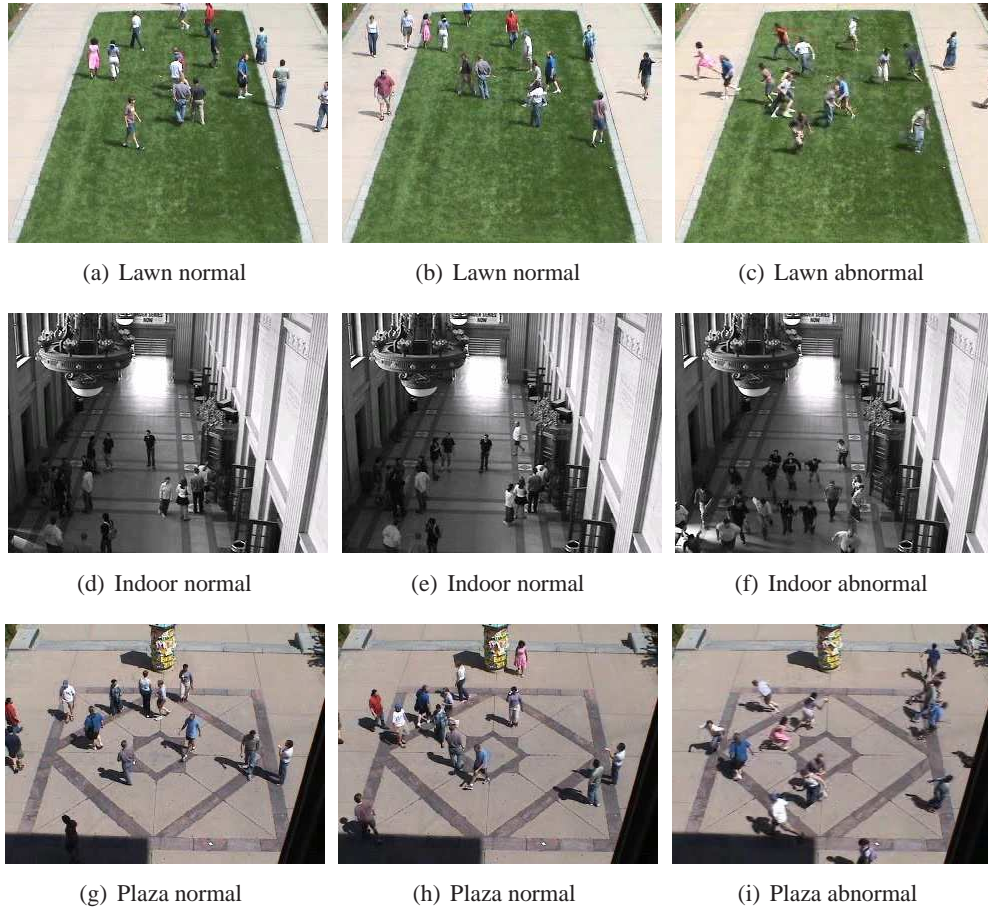 (a) Lawn normal
(b) Lawn normal
(c) Lawn abnormal
(d) Indoor normal
(e) Indoor normal
(f) Indoor abnormal
(g) Plaza normal
(h) Plaza normal
(i) Plaza abnormal